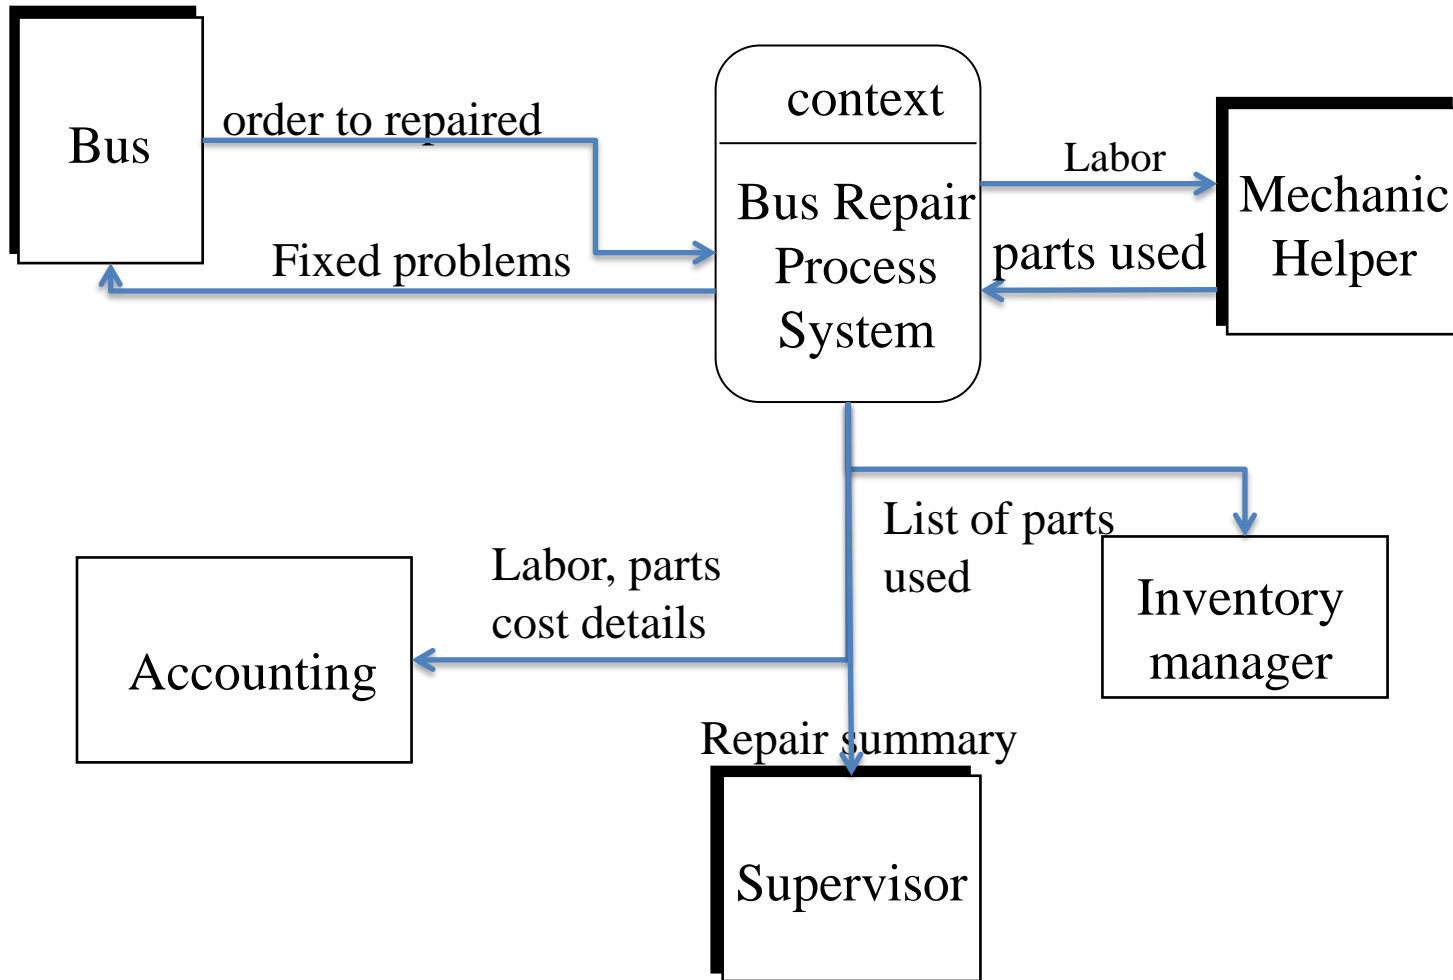 context
order to repaired
Bus
Labor
Mechanic
Helper
Bus Repair
Process
System
Fixed problems
parts used
List of parts
used
Labor, parts
cost details
Inventory
manager
Accounting
Repair summary
Supervisor